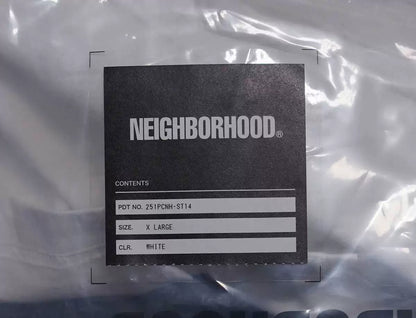 NEIGHBORHOOD®
CONTENTS
PDT NO. 251PCNH-ST14
SIZE. X LARGE
CLR. WHITE